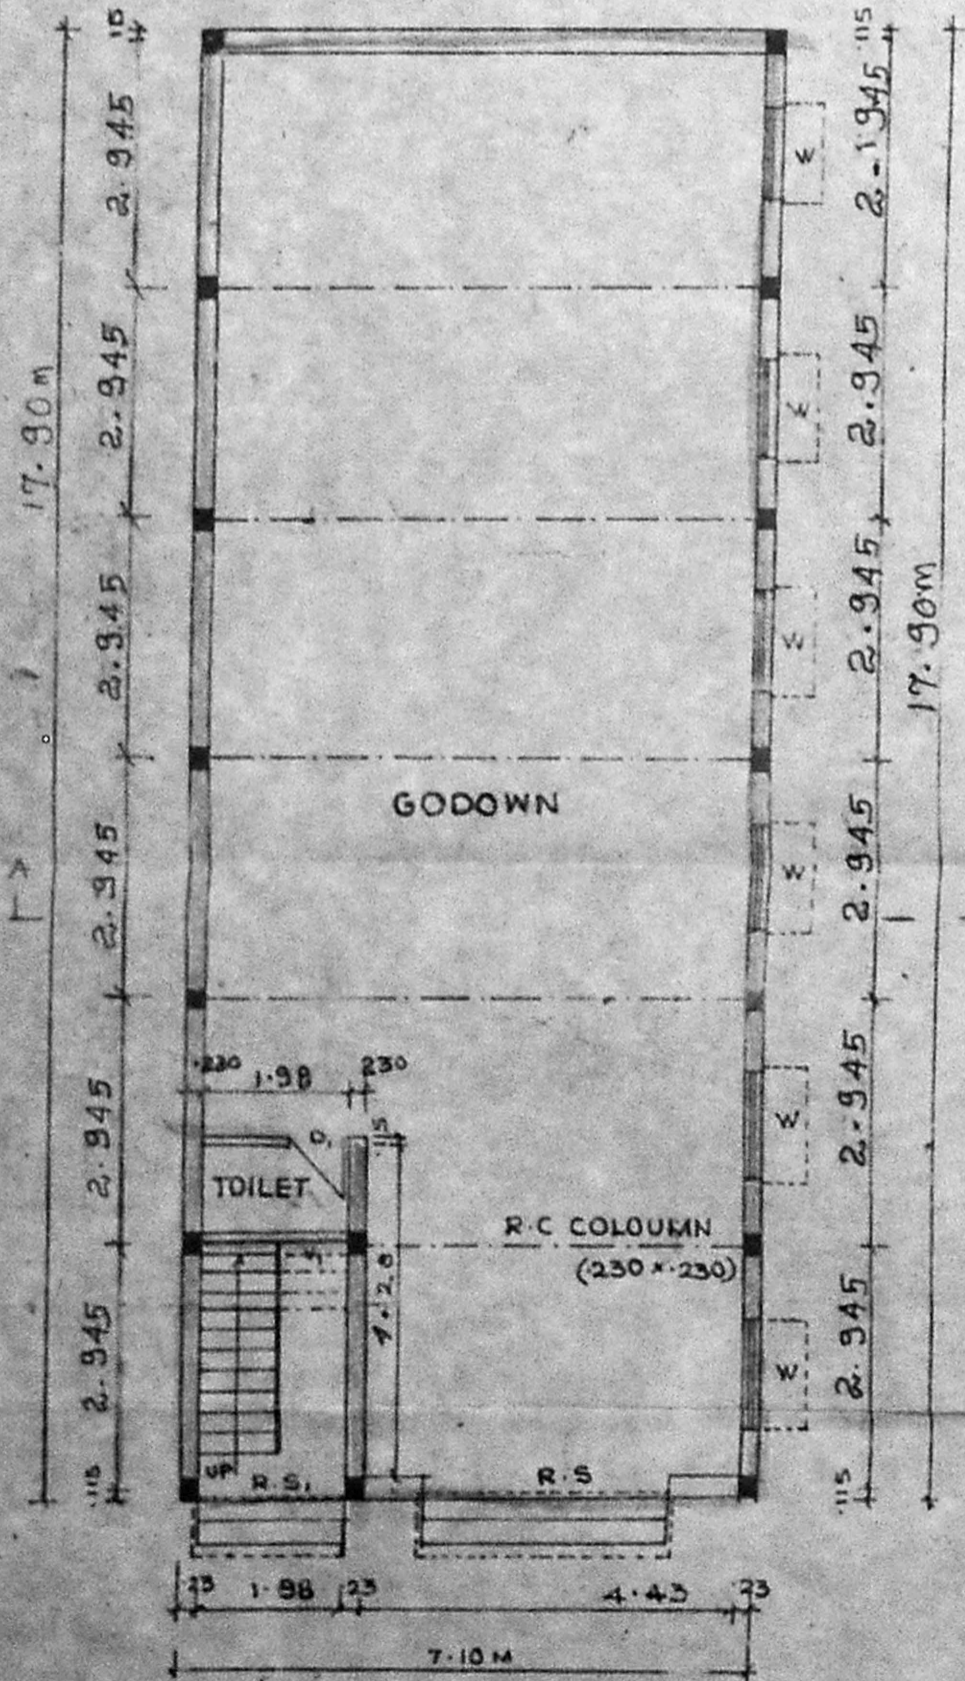 .115
.115
2.945
2-1945
W
2.945
2.945
W
17.90m
17.90m
2.945
2.945
W
GODOWN
2.945
2.945
W
A
.230
1.98
230
2.945
2.945
W
D1
.115
TOILET
R.C COLOUMN
(.230 x .230)
4.28
2.945
2.945
W
UP
R.S1
R.S
.115
.115
23
1.98
23
4.43
23
7.10 M